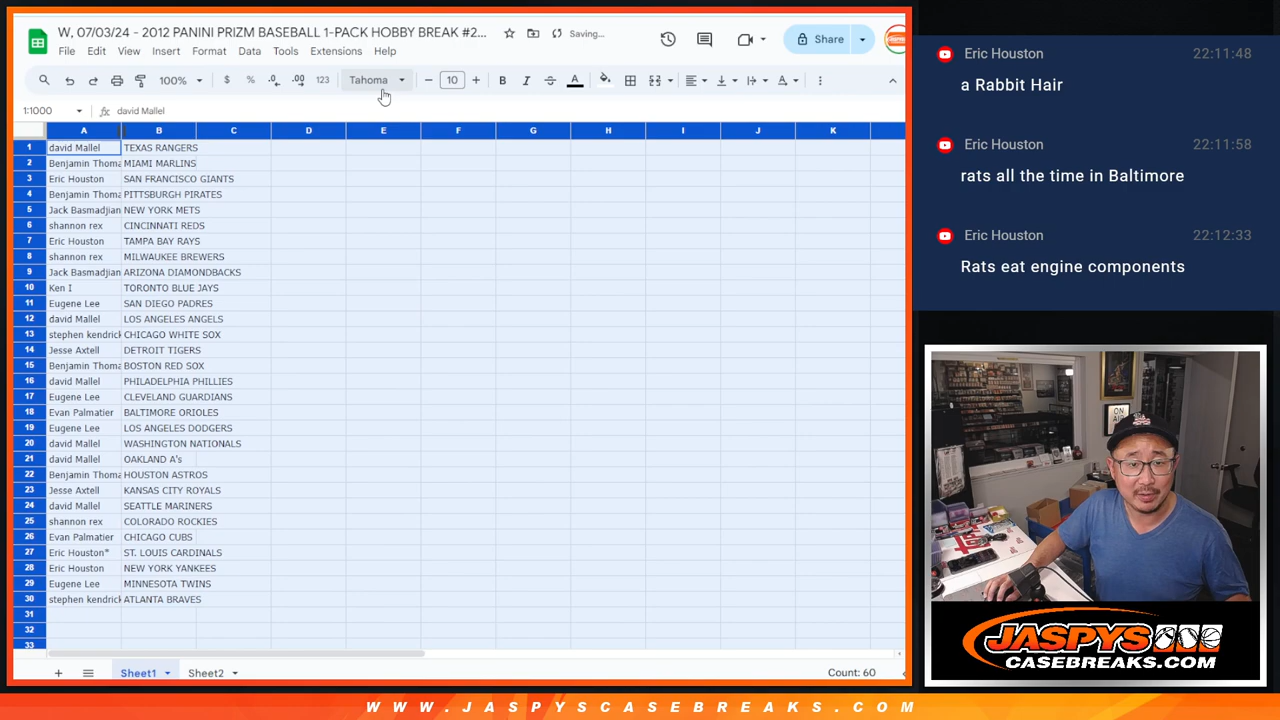 W, 07/03/24 - 2012 PANINI PRIZM BASEBALL 1-PACK HOBBY BREAK #2...
Saving...
File Edit View Insert Format Data Tools Extensions Help
Share
100% $ % .0 .00 123 Tahoma 10 B I A
1:1000 fx david Mallel
A B C D E F G H I J K
1 david Mallel TEXAS RANGERS
2 Benjamin Thoma MIAMI MARLINS
3 Eric Houston SAN FRANCISCO GIANTS
4 Benjamin Thoma PITTSBURGH PIRATES
5 Jack Basmadjian NEW YORK METS
6 shannon rex CINCINNATI REDS
7 Eric Houston TAMPA BAY RAYS
8 shannon rex MILWAUKEE BREWERS
9 Jack Basmadjian ARIZONA DIAMONDBACKS
10 Ken I TORONTO BLUE JAYS
11 Eugene Lee SAN DIEGO PADRES
12 david Mallel LOS ANGELES ANGELS
13 stephen kendrick CHICAGO WHITE SOX
14 Jesse Axtell DETROIT TIGERS
15 Benjamin Thoma BOSTON RED SOX
16 david Mallel PHILADELPHIA PHILLIES
17 Eugene Lee CLEVELAND GUARDIANS
18 Evan Palmatier BALTIMORE ORIOLES
19 Eugene Lee LOS ANGELES DODGERS
20 david Mallel WASHINGTON NATIONALS
21 david Mallel OAKLAND A's
22 Benjamin Thoma HOUSTON ASTROS
23 Jesse Axtell KANSAS CITY ROYALS
24 david Mallel SEATTLE MARINERS
25 shannon rex COLORADO ROCKIES
26 Evan Palmatier CHICAGO CUBS
27 Eric Houston* ST. LOUIS CARDINALS
28 Eric Houston NEW YORK YANKEES
29 Eugene Lee MINNESOTA TWINS
30 stephen kendrick ATLANTA BRAVES
31
32
33
Sheet1 Sheet2 Count: 60
Eric Houston 22:11:48
a Rabbit Hair
Eric Houston 22:11:58
rats all the time in Baltimore
Eric Houston 22:12:33
Rats eat engine components
ON AIR
JASPYS
CASEBREAKS.COM
WWW.JASPYSCASEBREAKS.COM